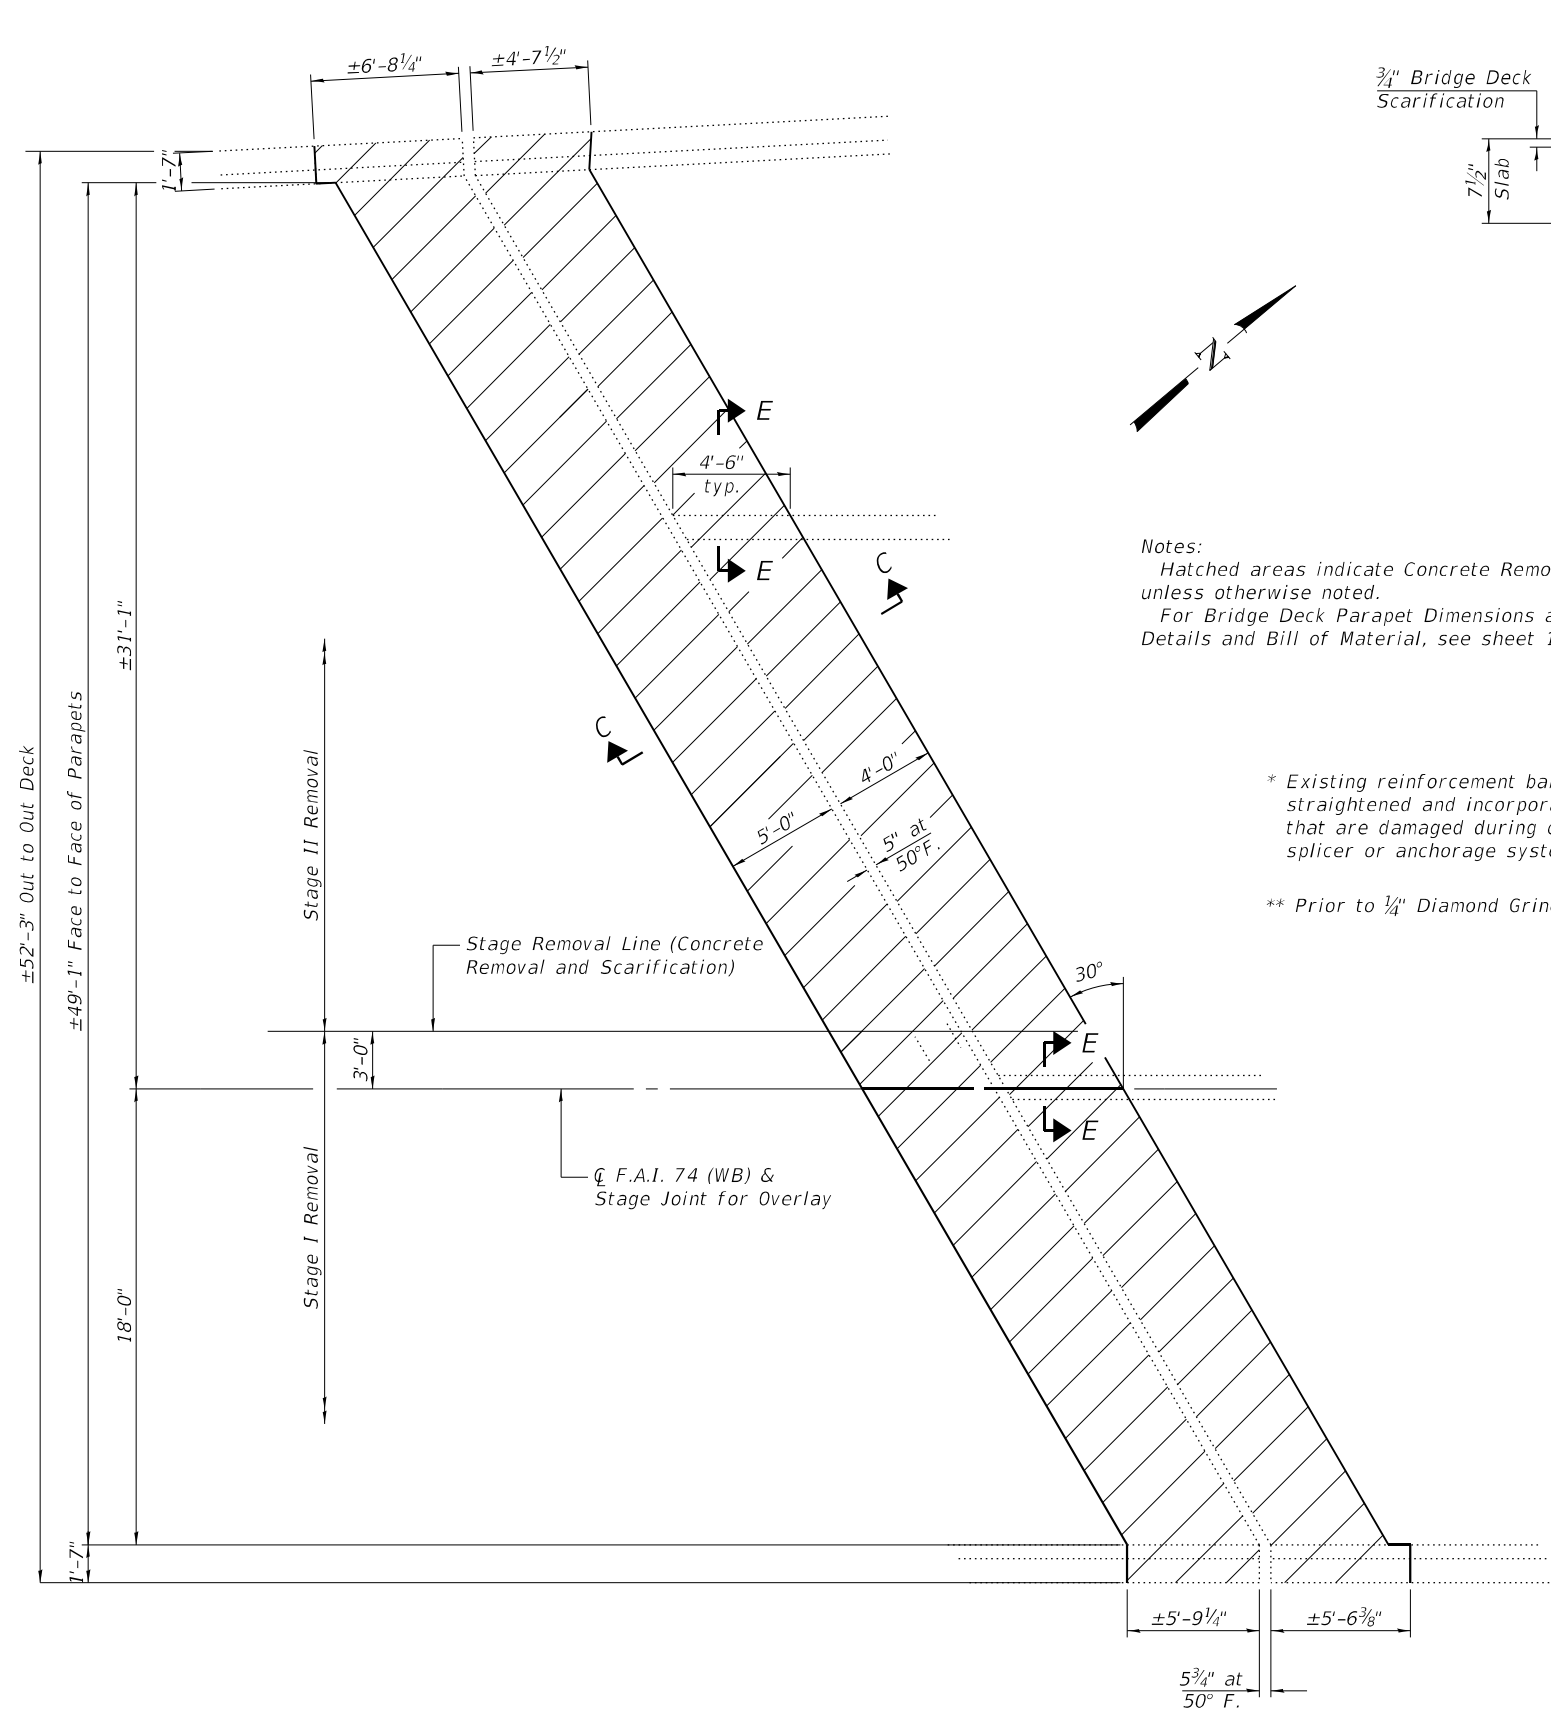 ±6'-8¼"
±4'-7½"
¾" Bridge Deck
Scarification
1'-7"
7½"
Slab
N
E
4'-6"
typ.
E
C
Notes:
Hatched areas indicate Concrete Remo
unless otherwise noted.
For Bridge Deck Parapet Dimensions a
Details and Bill of Material, see sheet 1
±31'-1"
C
±52'-3" Out to Out Deck
±49'-1" Face to Face of Parapets
Stage II Removal
4'-0"
5'-0"
5" at
50°F.
* Existing reinforcement ba
straightened and incorpor
that are damaged during
splicer or anchorage syst
** Prior to ¼" Diamond Grin
Stage Removal Line (Concrete
Removal and Scarification)
30°
3'-0"
E
E
℄ F.A.I. 74 (WB) &
Stage Joint for Overlay
Stage I Removal
18'-0"
1'-7"
±5'-9¼"
±5'-6⅜"
5¾" at
50° F.